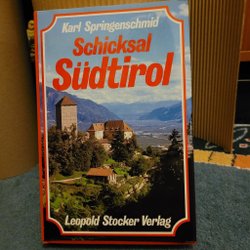 Karl Springenschmid
Schicksal
Südtirol
Leopold Stocker Verlag